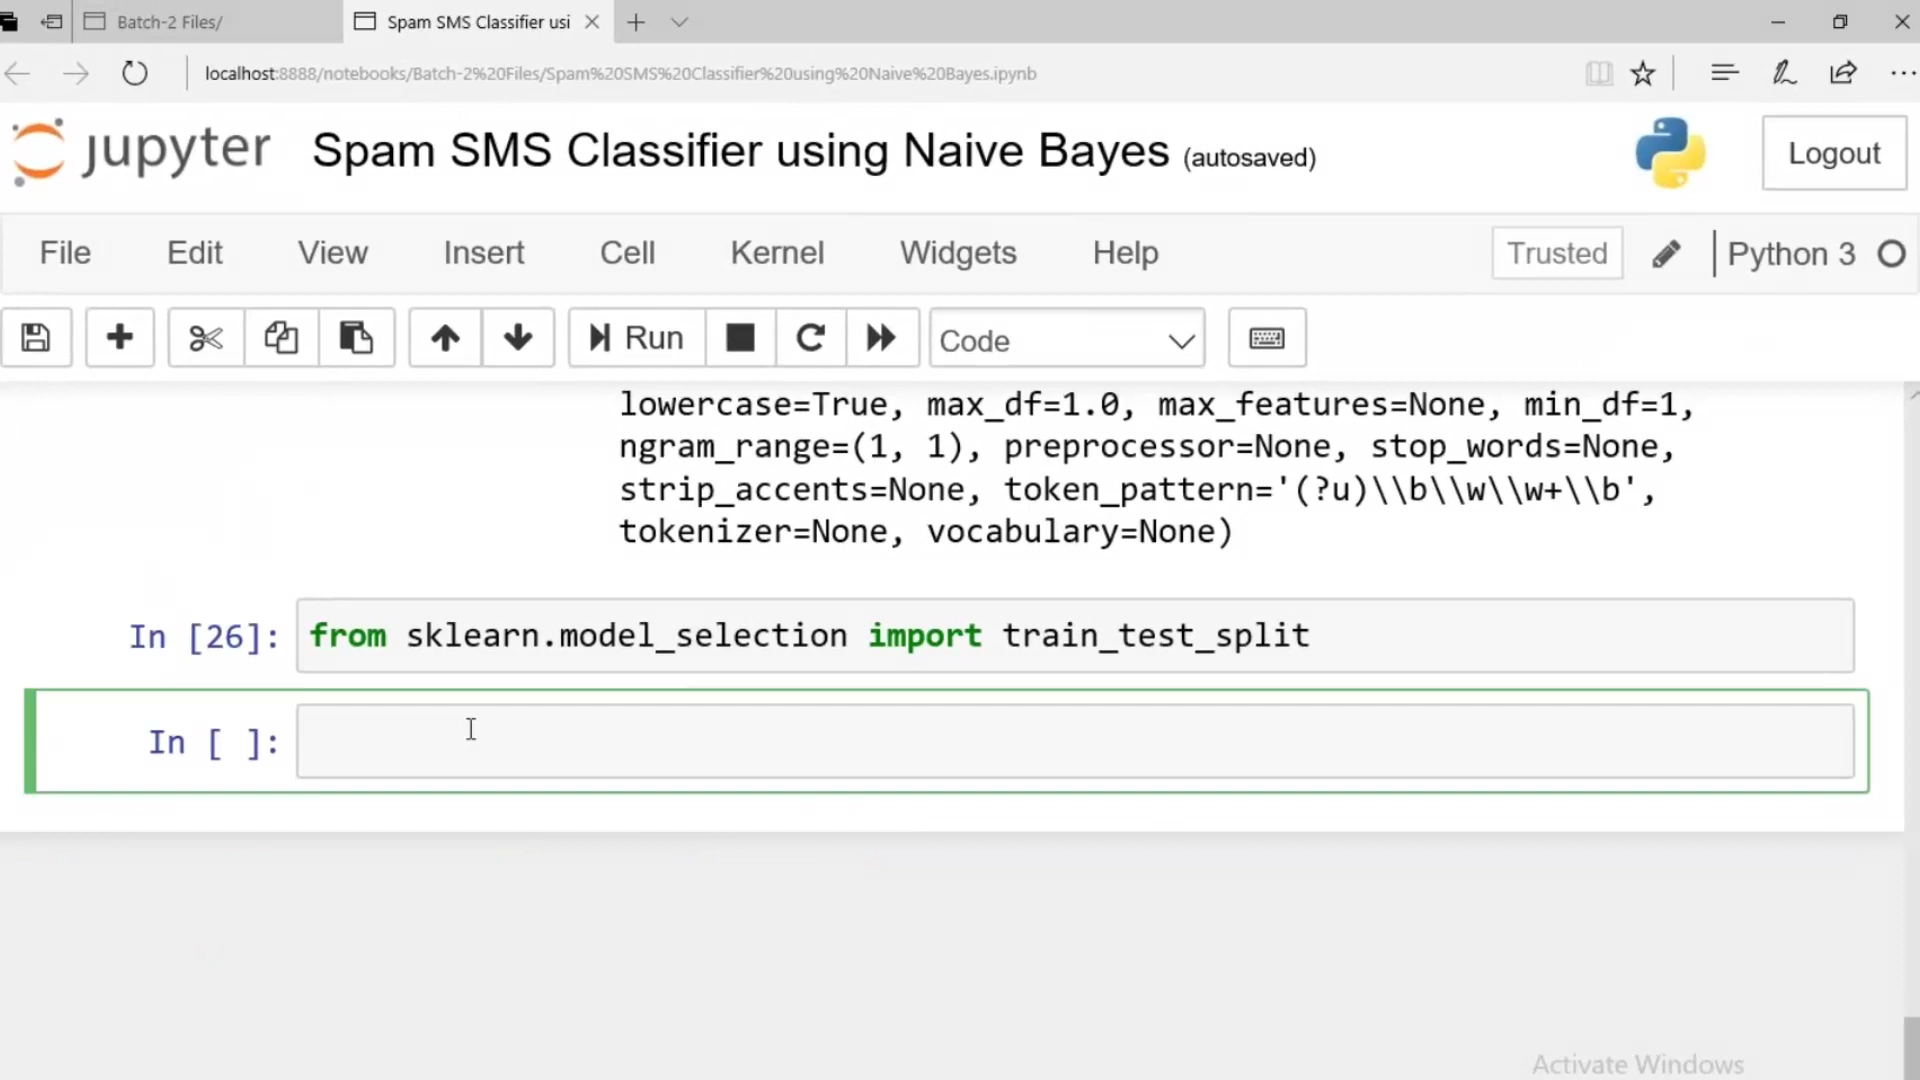 Batch-2 Files/
Spam SMS Classifier usi
localhost:8888/notebooks/Batch-2%20Files/Spam%20SMS%20Classifier%20using%20Naive%20Bayes.ipynb
jupyter Spam SMS Classifier using Naive Bayes (autosaved)
Logout
File Edit View Insert Cell Kernel Widgets Help
Trusted
Python 3
Run
Code
lowercase=True, max_df=1.0, max_features=None, min_df=1,
ngram_range=(1, 1), preprocessor=None, stop_words=None,
strip_accents=None, token_pattern='(?u)\\b\\w\\w+\\b',
tokenizer=None, vocabulary=None)
In [26]: from sklearn.model_selection import train_test_split
In [ ]:
Activate Windows